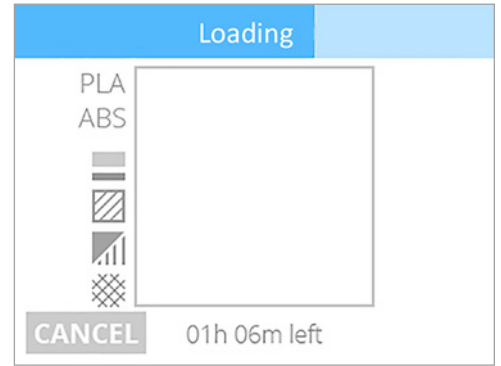 Loading
PLA
ABS
CANCEL
01h 06m left